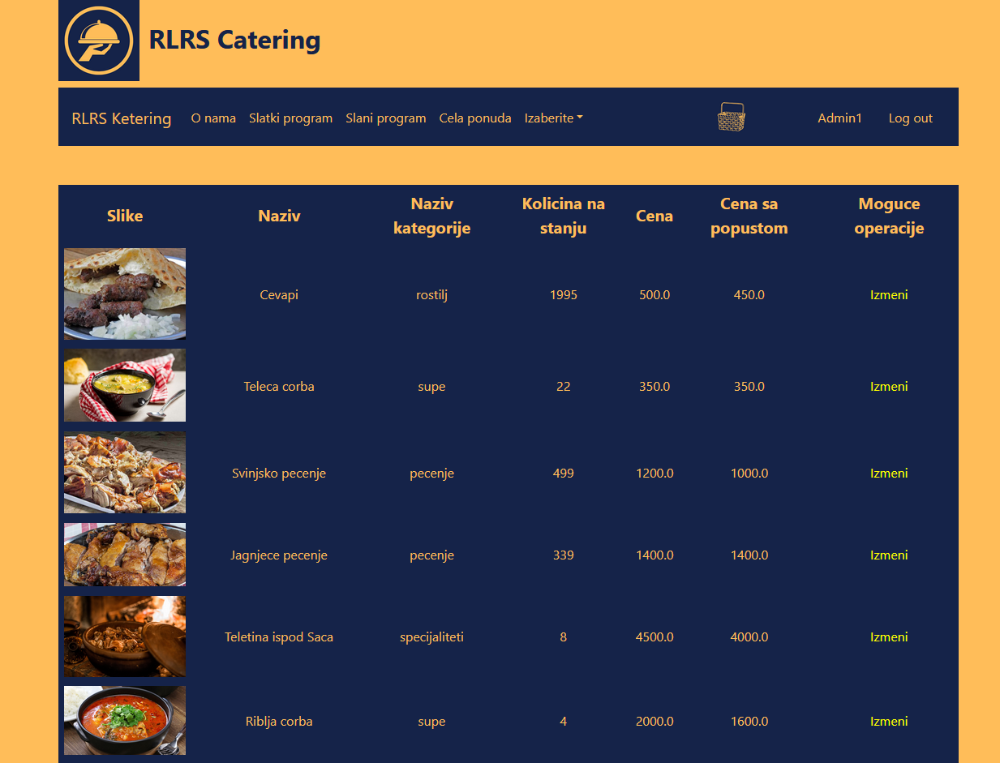 RLRS Catering
RLRS Ketering O nama Slatki program Slani program Cela ponuda Izaberite Admin1 Log out
Slike Naziv Naziv kategorije Kolicina na stanju Cena Cena sa popustom Moguce operacije
Cevapi rostilj 1995 500.0 450.0 Izmeni
Teleca corba supe 22 350.0 350.0 Izmeni
Svinjsko pecenje pecenje 499 1200.0 1000.0 Izmeni
Jagnjece pecenje pecenje 339 1400.0 1400.0 Izmeni
Teletina ispod Saca specijaliteti 8 4500.0 4000.0 Izmeni
Riblja corba supe 4 2000.0 1600.0 Izmeni